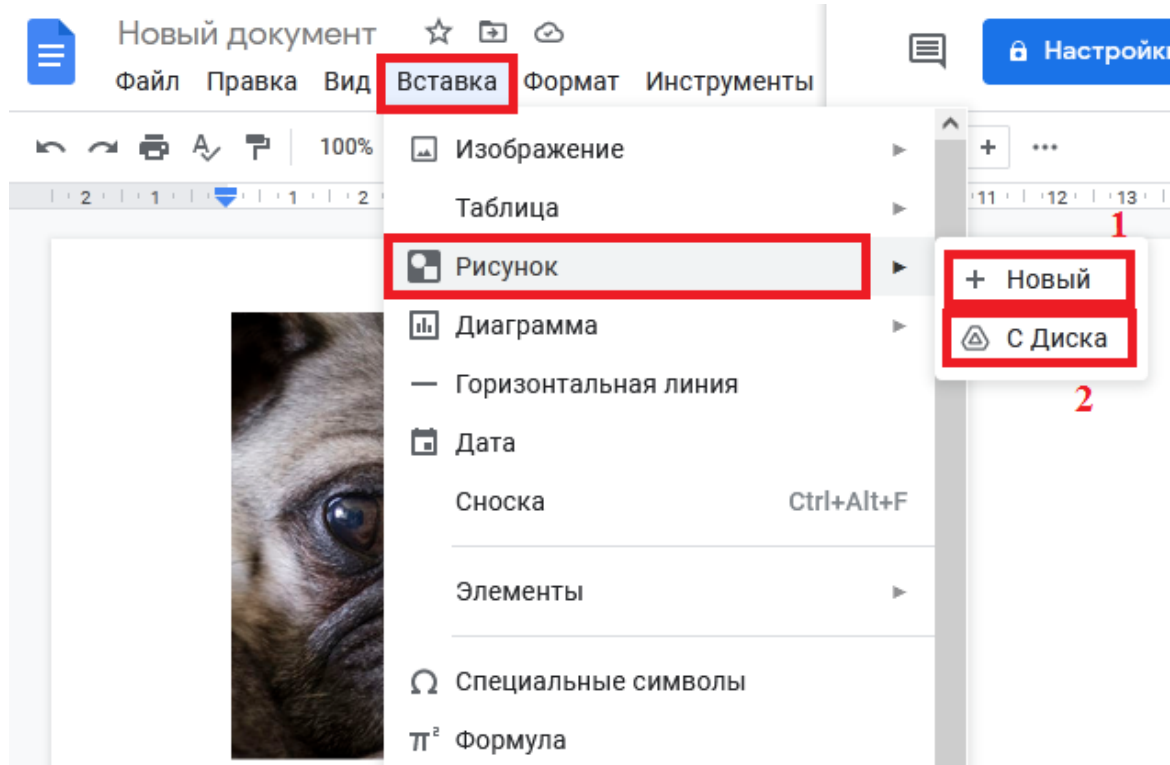 Новый документ
Файл Правка Вид Вставка Формат Инструменты
Настройки
100%
2 1 1 2 11 12 13
Изображение
Таблица
Рисунок
Диаграмма
Горизонтальная линия
Дата
Сноска Ctrl+Alt+F
Элементы
Специальные символы
π² Формула
1
+ Новый
С Диска
2